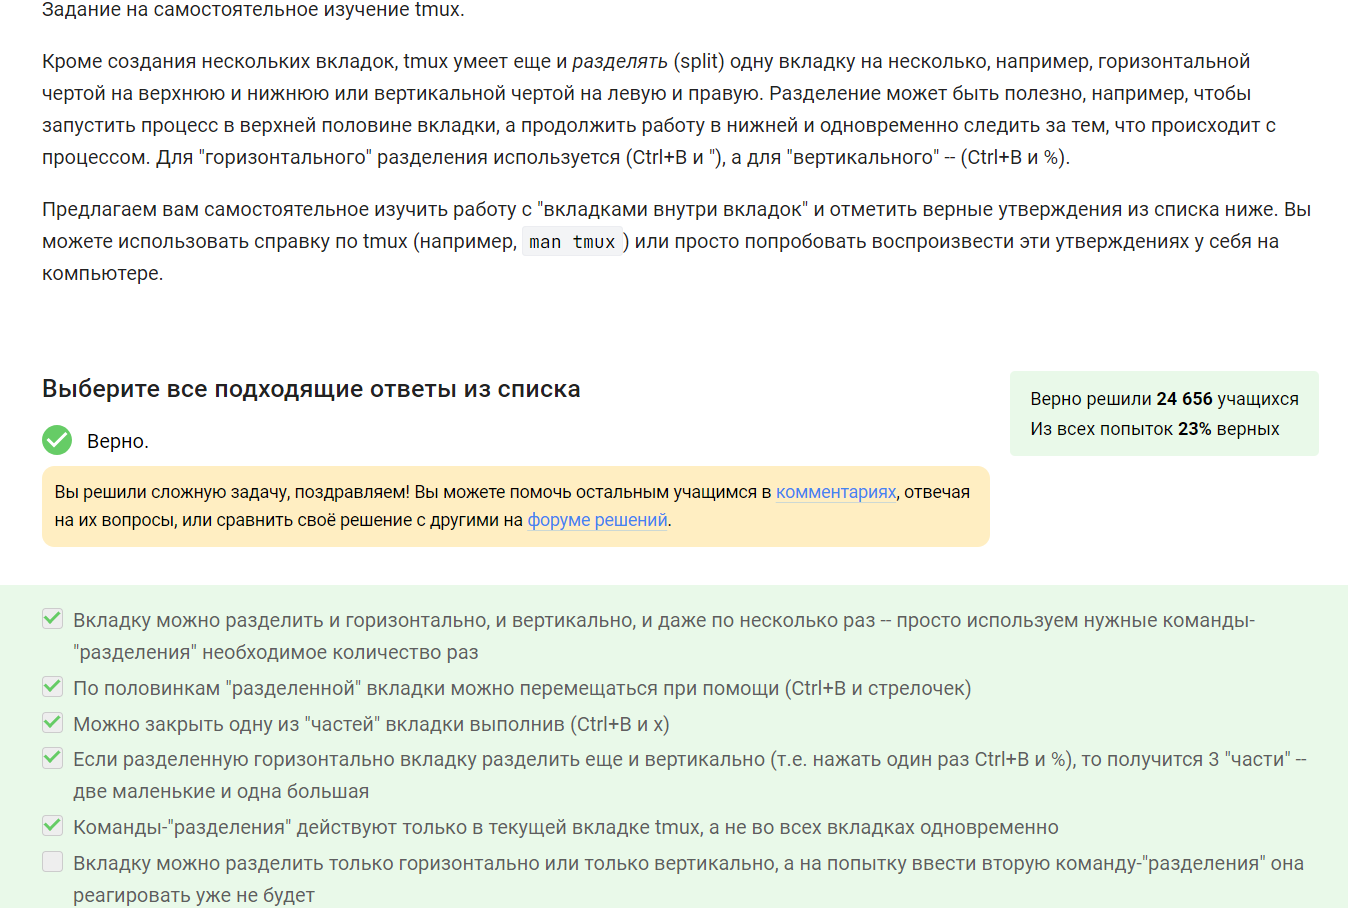 Задание на самостоятельное изучение tmux.
Кроме создания нескольких вкладок, tmux умеет еще и разделять (split) одну вкладку на несколько, например, горизонтальной
чертой на верхнюю и нижнюю или вертикальной чертой на левую и правую. Разделение может быть полезно, например, чтобы
запустить процесс в верхней половине вкладки, а продолжить работу в нижней и одновременно следить за тем, что происходит с
процессом. Для "горизонтального" разделения используется (Ctrl+B и "), а для "вертикального" -- (Ctrl+B и %).
Предлагаем вам самостоятельное изучить работу с "вкладками внутри вкладок" и отметить верные утверждения из списка ниже. Вы
можете использовать справку по tmux (например, man tmux) или просто попробовать воспроизвести эти утверждениях у себя на
компьютере.
Выберите все подходящие ответы из списка
Верно решили 24 656 учащихся
Из всех попыток 23% верных
Верно.
Вы решили сложную задачу, поздравляем! Вы можете помочь остальным учащимся в комментариях, отвечая
на их вопросы, или сравнить своё решение с другими на форуме решений.
Вкладку можно разделить и горизонтально, и вертикально, и даже по несколько раз -- просто используем нужные команды-
"разделения" необходимое количество раз
По половинкам "разделенной" вкладки можно перемещаться при помощи (Ctrl+B и стрелочек)
Можно закрыть одну из "частей" вкладки выполнив (Ctrl+B и x)
Если разделенную горизонтально вкладку разделить еще и вертикально (т.е. нажать один раз Ctrl+B и %), то получится 3 "части" --
две маленькие и одна большая
Команды-"разделения" действуют только в текущей вкладке tmux, а не во всех вкладках одновременно
Вкладку можно разделить только горизонтально или только вертикально, а на попытку ввести вторую команду-"разделения" она
реагировать уже не будет